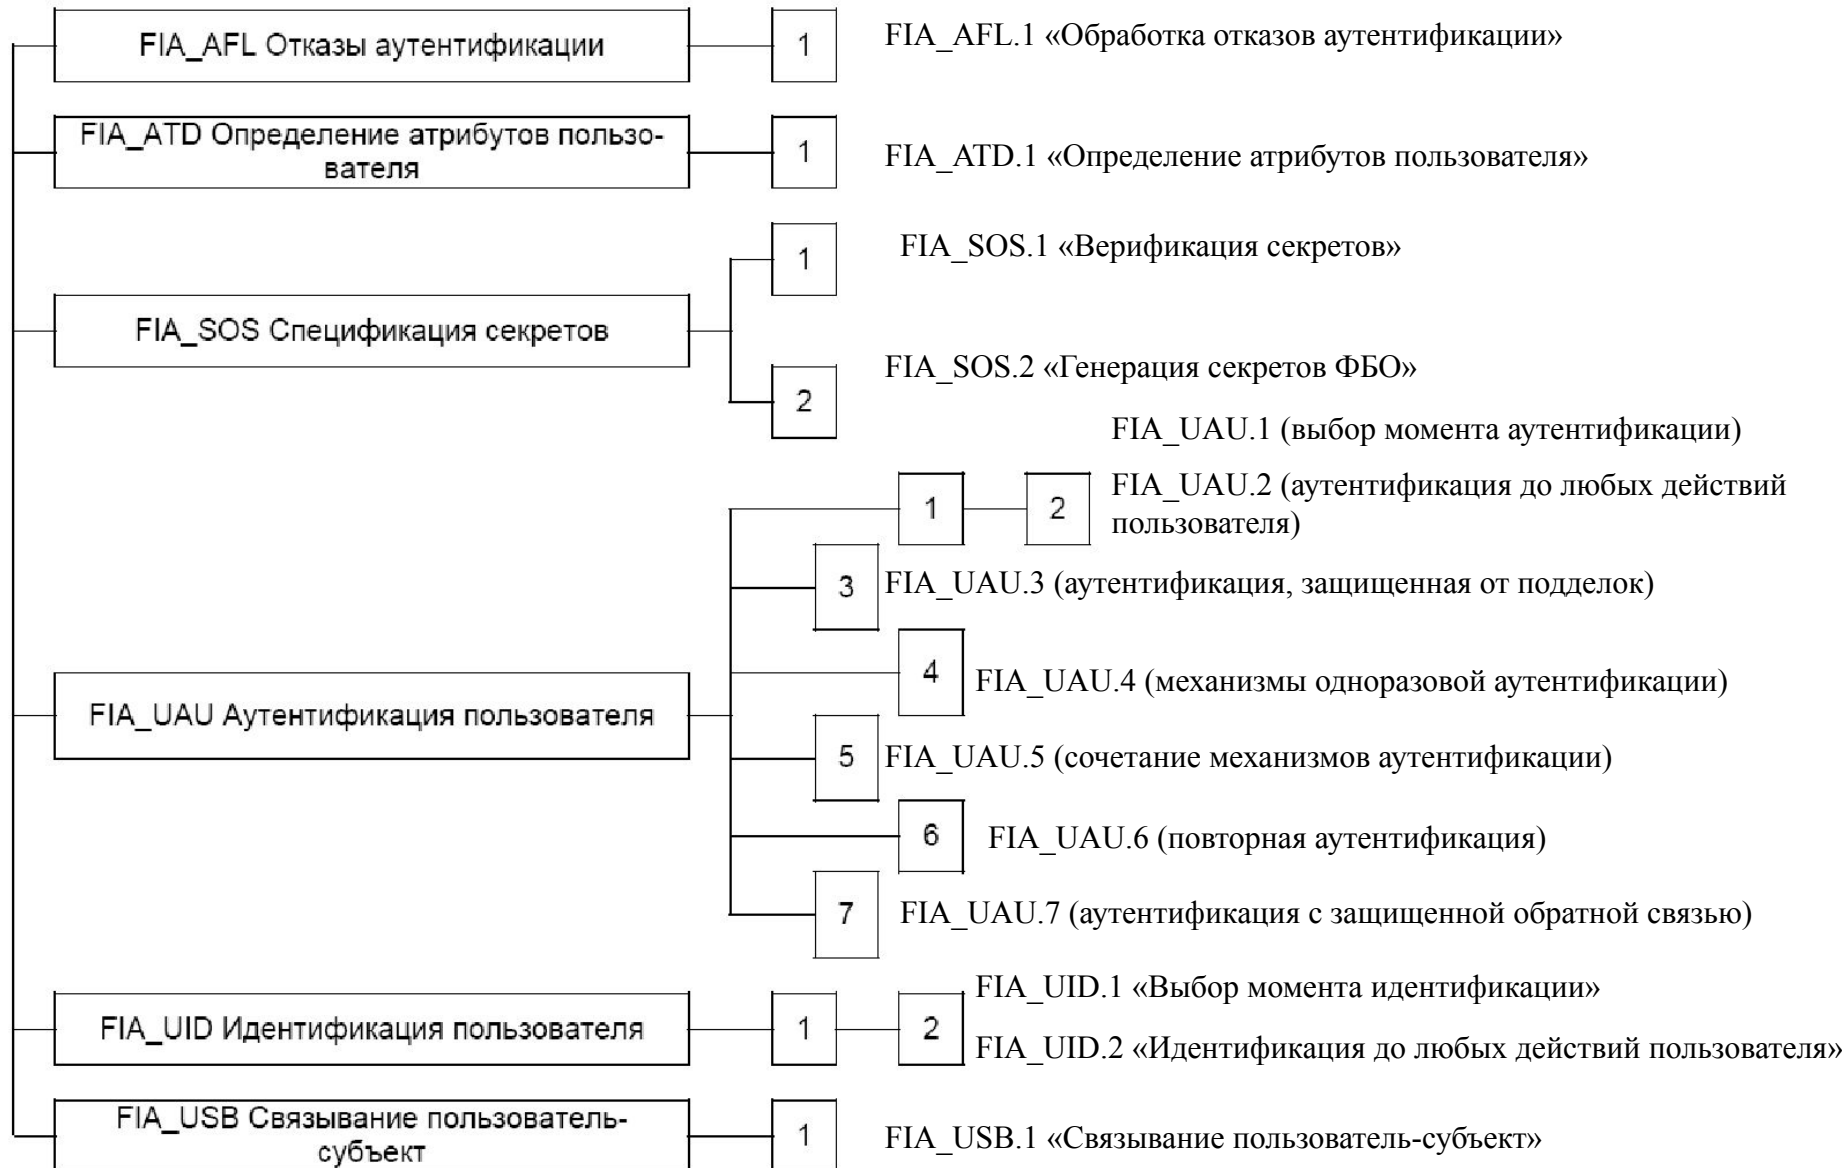 FIA_AFL Отказы аутентификации
1
FIA_AFL.1 «Обработка отказов аутентификации»
FIA_ATD Определение атрибутов пользо-
вателя
1
FIA_ATD.1 «Определение атрибутов пользователя»
1
FIA_SOS.1 «Верификация секретов»
FIA_SOS Спецификация секретов
FIA_SOS.2 «Генерация секретов ФБО»
2
FIA_UAU.1 (выбор момента аутентификации)
1
2
FIA_UAU.2 (аутентификация до любых действий
пользователя)
3
FIA_UAU.3 (аутентификация, защищенная от подделок)
4
FIA_UAU.4 (механизмы одноразовой аутентификации)
FIA_UAU Аутентификация пользователя
5
FIA_UAU.5 (сочетание механизмов аутентификации)
6
FIA_UAU.6 (повторная аутентификация)
7
FIA_UAU.7 (аутентификация с защищенной обратной связью)
FIA_UID.1 «Выбор момента идентификации»
FIA_UID Идентификация пользователя
1
2
FIA_UID.2 «Идентификация до любых действий пользователя»
FIA_USB Связывание пользователь-
субъект
1
FIA_USB.1 «Связывание пользователь-субъект»